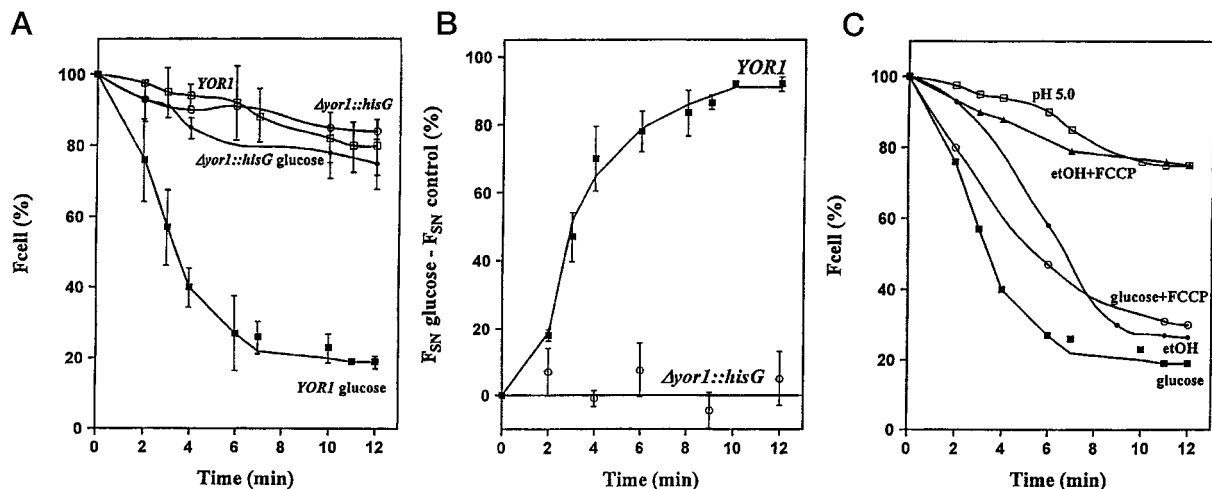 A
Fcell (%)
100
80
60
40
20
0
YOR1
Δyor1::hisG
Δyor1::hisG glucose
YOR1 glucose
0 2 4 6 8 10 12
Time (min)
B
F_SN glucose - F_SN control (%)
100
80
60
40
20
0
YOR1
Δyor1::hisG
0 2 4 6 8 10 12
Time (min)
C
Fcell (%)
100
80
60
40
20
0
pH 5.0
etOH+FCCP
glucose+FCCP
etOH
glucose
0 2 4 6 8 10 12
Time (min)